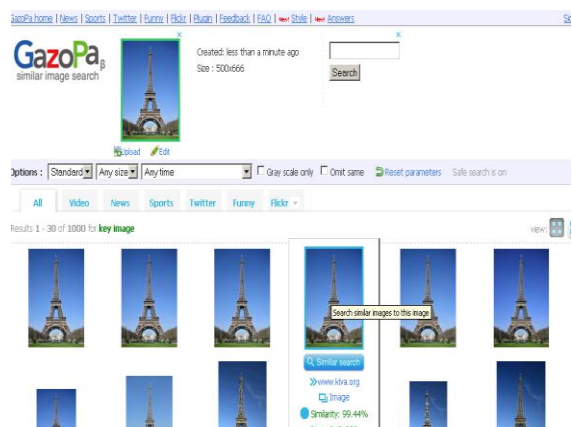 GazoPa home | News | Sports | Twitter | Funny | Flickr | Plugin | Feedback | FAQ | New! Style | New! Answers
GazoPa β
similar image search
x
Created: less than a minute ago
Size : 500x666
x
Search
Upload Edit
Options : Standard Any size Any time Gray scale only Omit same Reset parameters Safe search is on
All Video News Sports Twitter Funny Flickr
Results 1 - 30 of 1000 for key image
view:
Search similar images to this image
Similar search
www.kiva.org
Image
Similarity: 99.44%